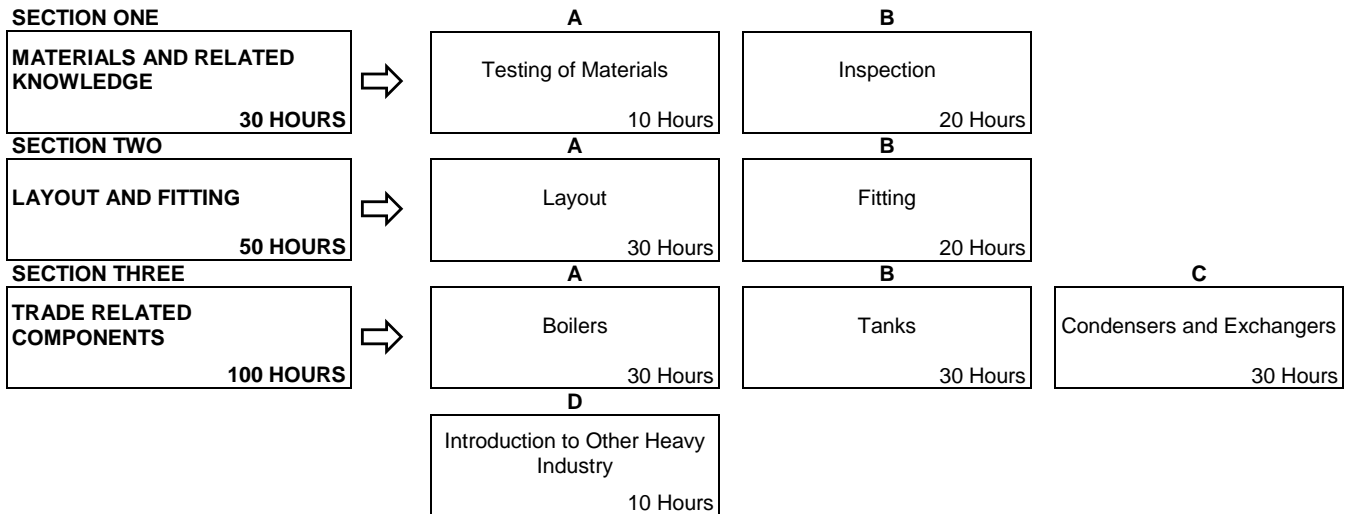 SECTION ONE
A
B
MATERIALS AND RELATED
KNOWLEDGE
30 HOURS
Testing of Materials
10 Hours
Inspection
20 Hours
SECTION TWO
A
B
LAYOUT AND FITTING
50 HOURS
Layout
30 Hours
Fitting
20 Hours
SECTION THREE
A
B
C
TRADE RELATED
COMPONENTS
100 HOURS
Boilers
30 Hours
Tanks
30 Hours
Condensers and Exchangers
30 Hours
D
Introduction to Other Heavy
Industry
10 Hours